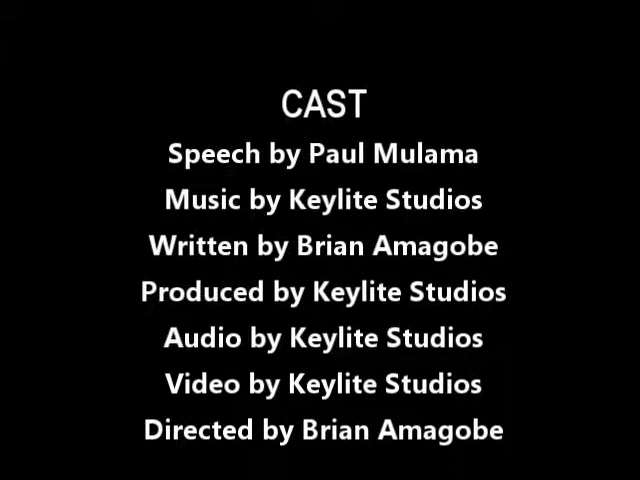 CAST
Speech by Paul Mulama
Music by Keylite Studios
Written by Brian Amagobe
Produced by Keylite Studios
Audio by Keylite Studios
Video by Keylite Studios
Directed by Brian Amagobe